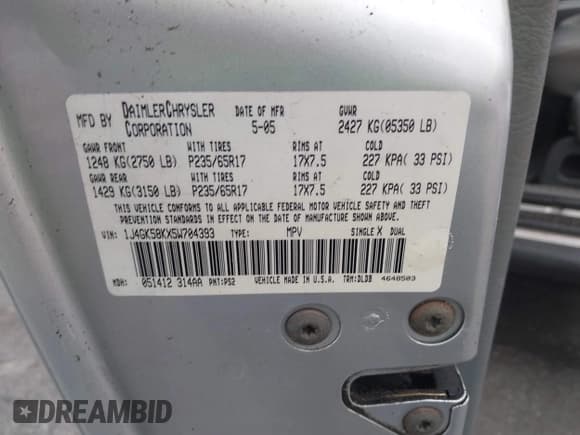 MFD BY DAIMLERCHRYSLER CORPORATION DATE OF MFR 5-05 GVWR 2427 KG(05350 LB)
GAWR FRONT WITH TIRES RIMS AT COLD
1248 KG(2750 LB) P235/65R17 17X7.5 227 KPA( 33 PSI)
GAWR REAR WITH TIRES RIMS AT COLD
1429 KG(3150 LB) P235/65R17 17X7.5 227 KPA( 33 PSI)
THIS VEHICLE CONFORMS TO ALL APPLICABLE FEDERAL MOTOR VEHICLE SAFETY AND THEFT
PREVENTION STANDARDS IN EFFECT ON THE DATE OF MANUFACTURE SHOWN ABOVE.
VIN: 1J4GK58KX5W704393 TYPE: MPV SINGLE X DUAL
MDH: 051412 314AA PNT:PS2 VEHICLE MADE IN U.S.A. TRM:DLDB 4648503
DREAMBID